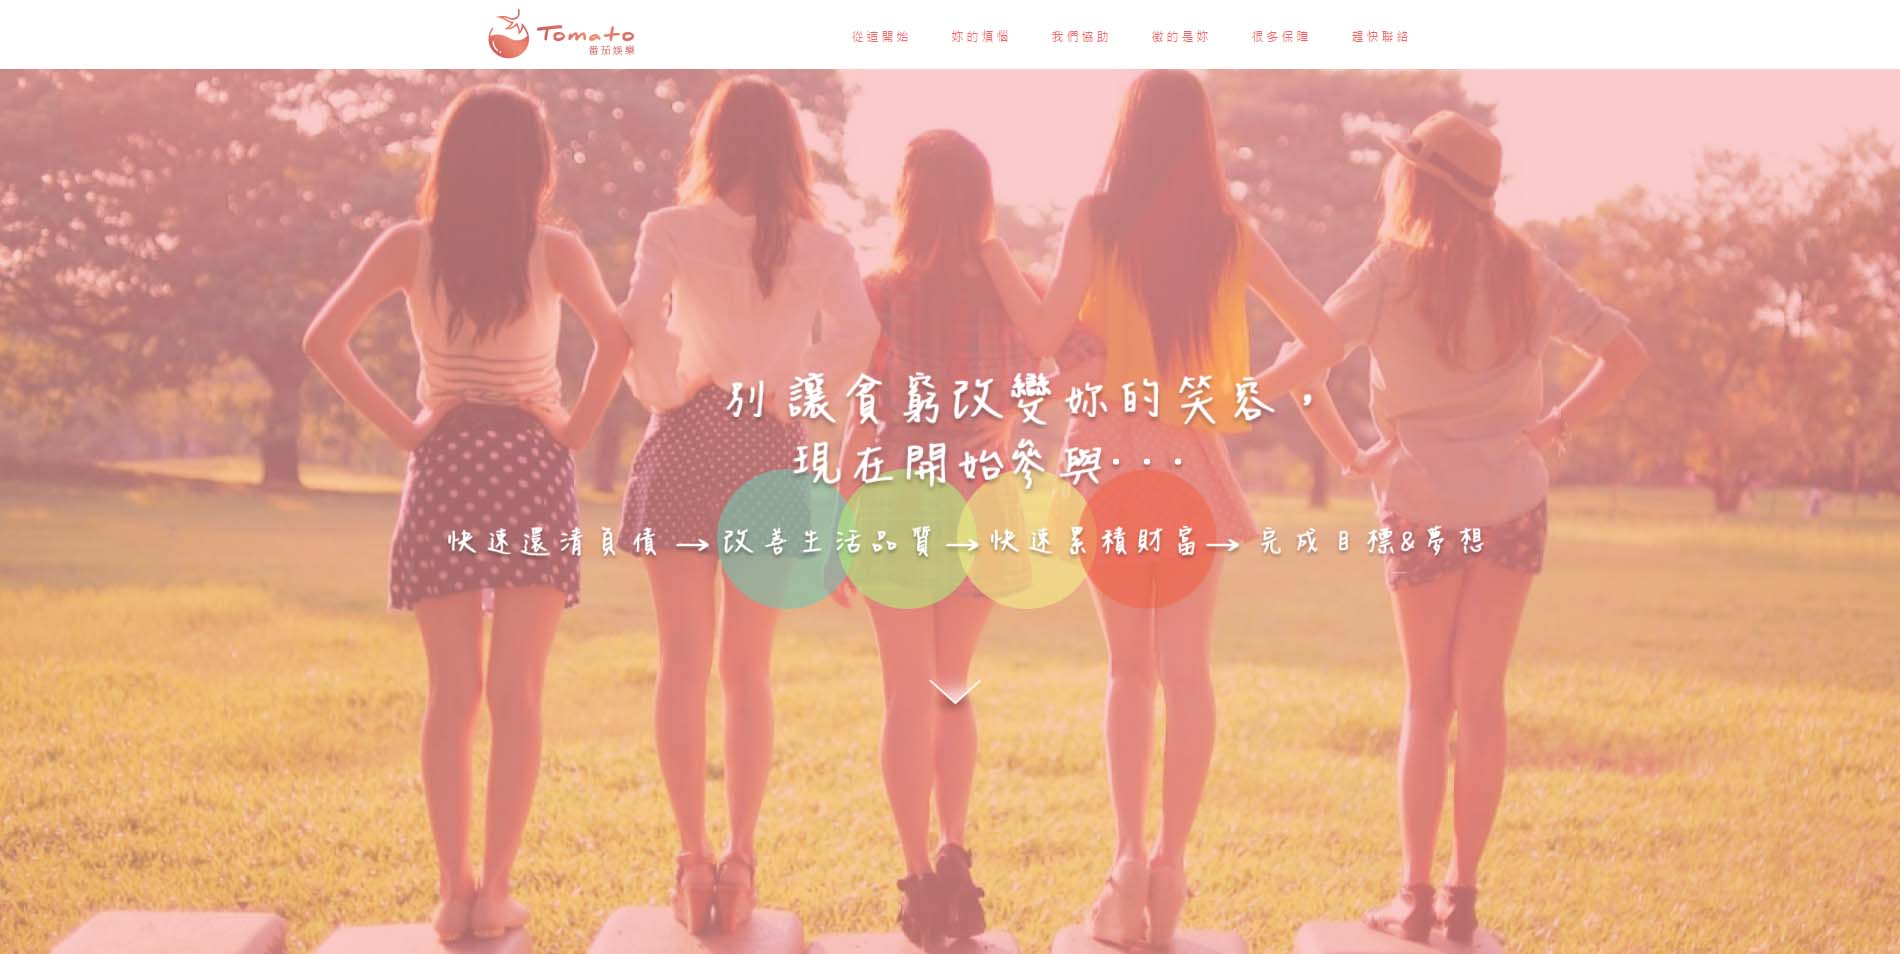 Tomato
番茄娛樂
從這開始 妳的煩惱 我們協助 徵的是妳 很多保障 趕快聯絡
別讓貪窮改變妳的笑容，
現在開始參與···
快速還清負債→改善生活品質→快速累積財富→完成目標&夢想